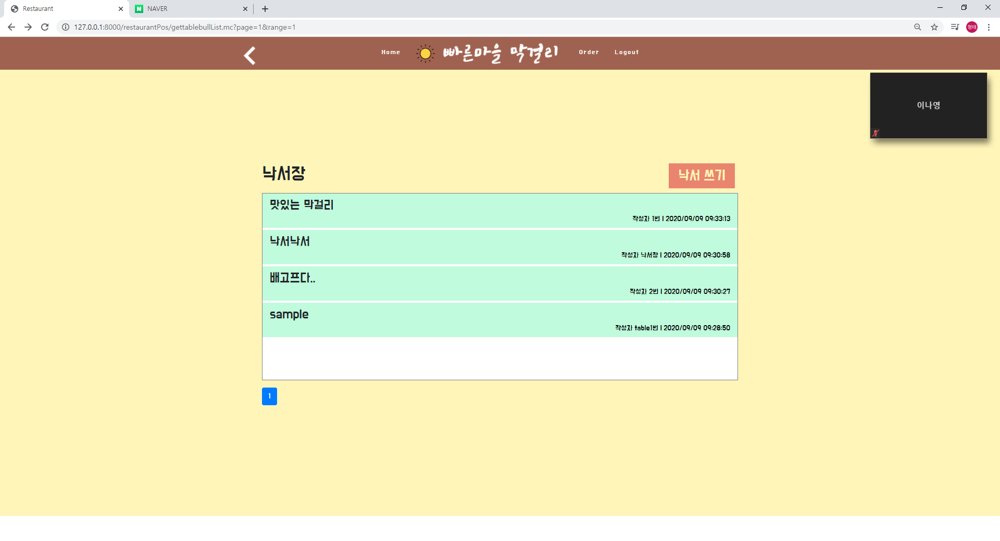 Restaurant
NAVER
127.0.0.1:8000/restaurantPos/gettablebullList.mc?page=1&range=1
형태
Home
빠른마을 막걸리
Order
Logout
이나영
낙서장
낙서 쓰기
맛있는 막걸리
작성자 1번 | 2020/09/09 09:33:13
낙서낙서
작성자 낙서장 | 2020/09/09 09:30:58
배고프다..
작성자 2번 | 2020/09/09 09:30:27
sample
작성자 table1번 | 2020/09/09 09:28:50
1